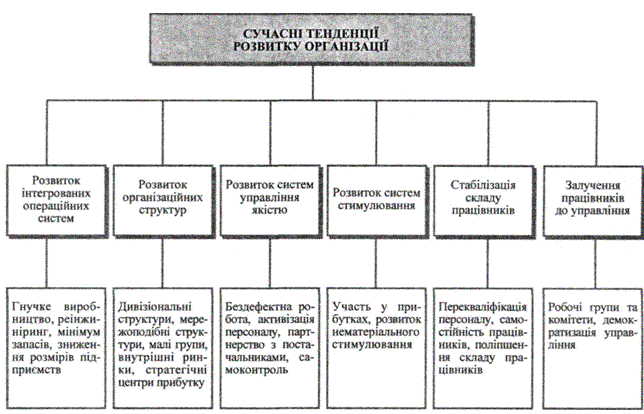 СУЧАСНІ ТЕНДЕНЦІЇ
РОЗВИТКУ ОРГАНІЗАЦІЇ
Розвиток
інтегрованих
операційних
систем
Розвиток
організаційних
структур
Розвиток систем
управління
якістю
Розвиток систем
стимулювання
Стабілізація
складу
працівників
Залучення
працівників
до управління
Гнучке вироб-
ництво, реінжи-
ніринг, мінімум
запасів, зниження
розмірів під-
приємств
Дивізіональні
структури, мере-
жоподібні струк-
тури, малі групи,
внутрішні рин-
ки, стратегічні
центри прибутку
Бездефектна ро-
бота, активізація
персоналу, парт-
нерство з поста-
чальниками, са-
моконтроль
Участь у при-
бутках, розвиток
нематеріального
стимулювання
Перекваліфікація
персоналу, само-
стійність праців-
ників, поліпшен-
ня складу пра-
цівників
Робочі групи та
комітети, демок-
ратизація управ-
ління